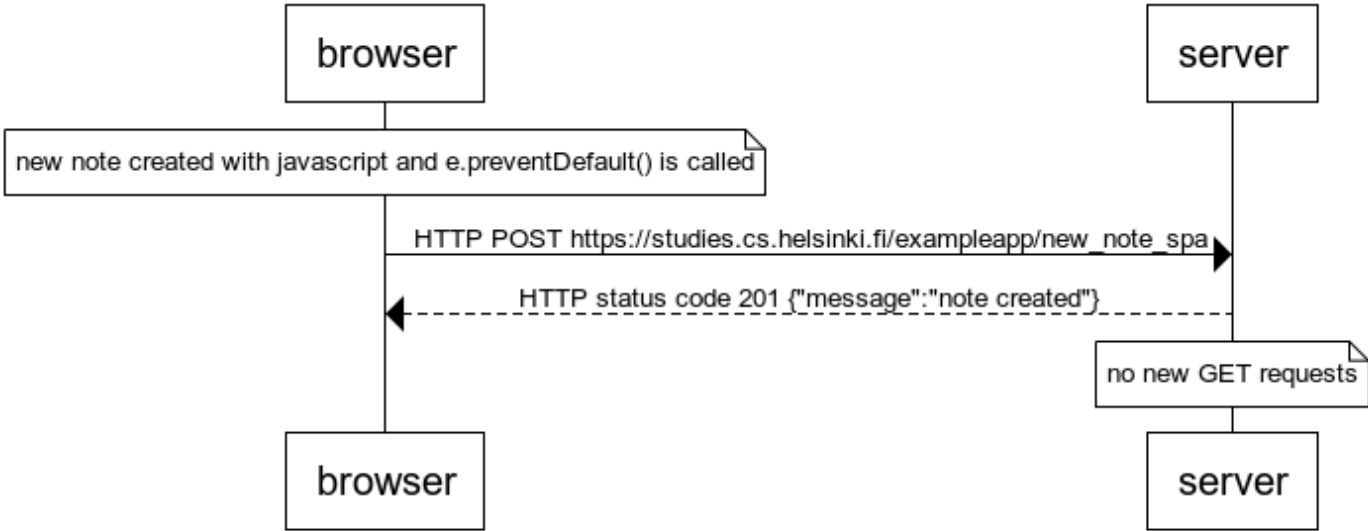 browser
server
new note created with javascript and e.preventDefault() is called
HTTP POST https://studies.cs.helsinki.fi/exampleapp/new_note_spa
HTTP status code 201 {"message":"note created"}
no new GET requests
browser
server